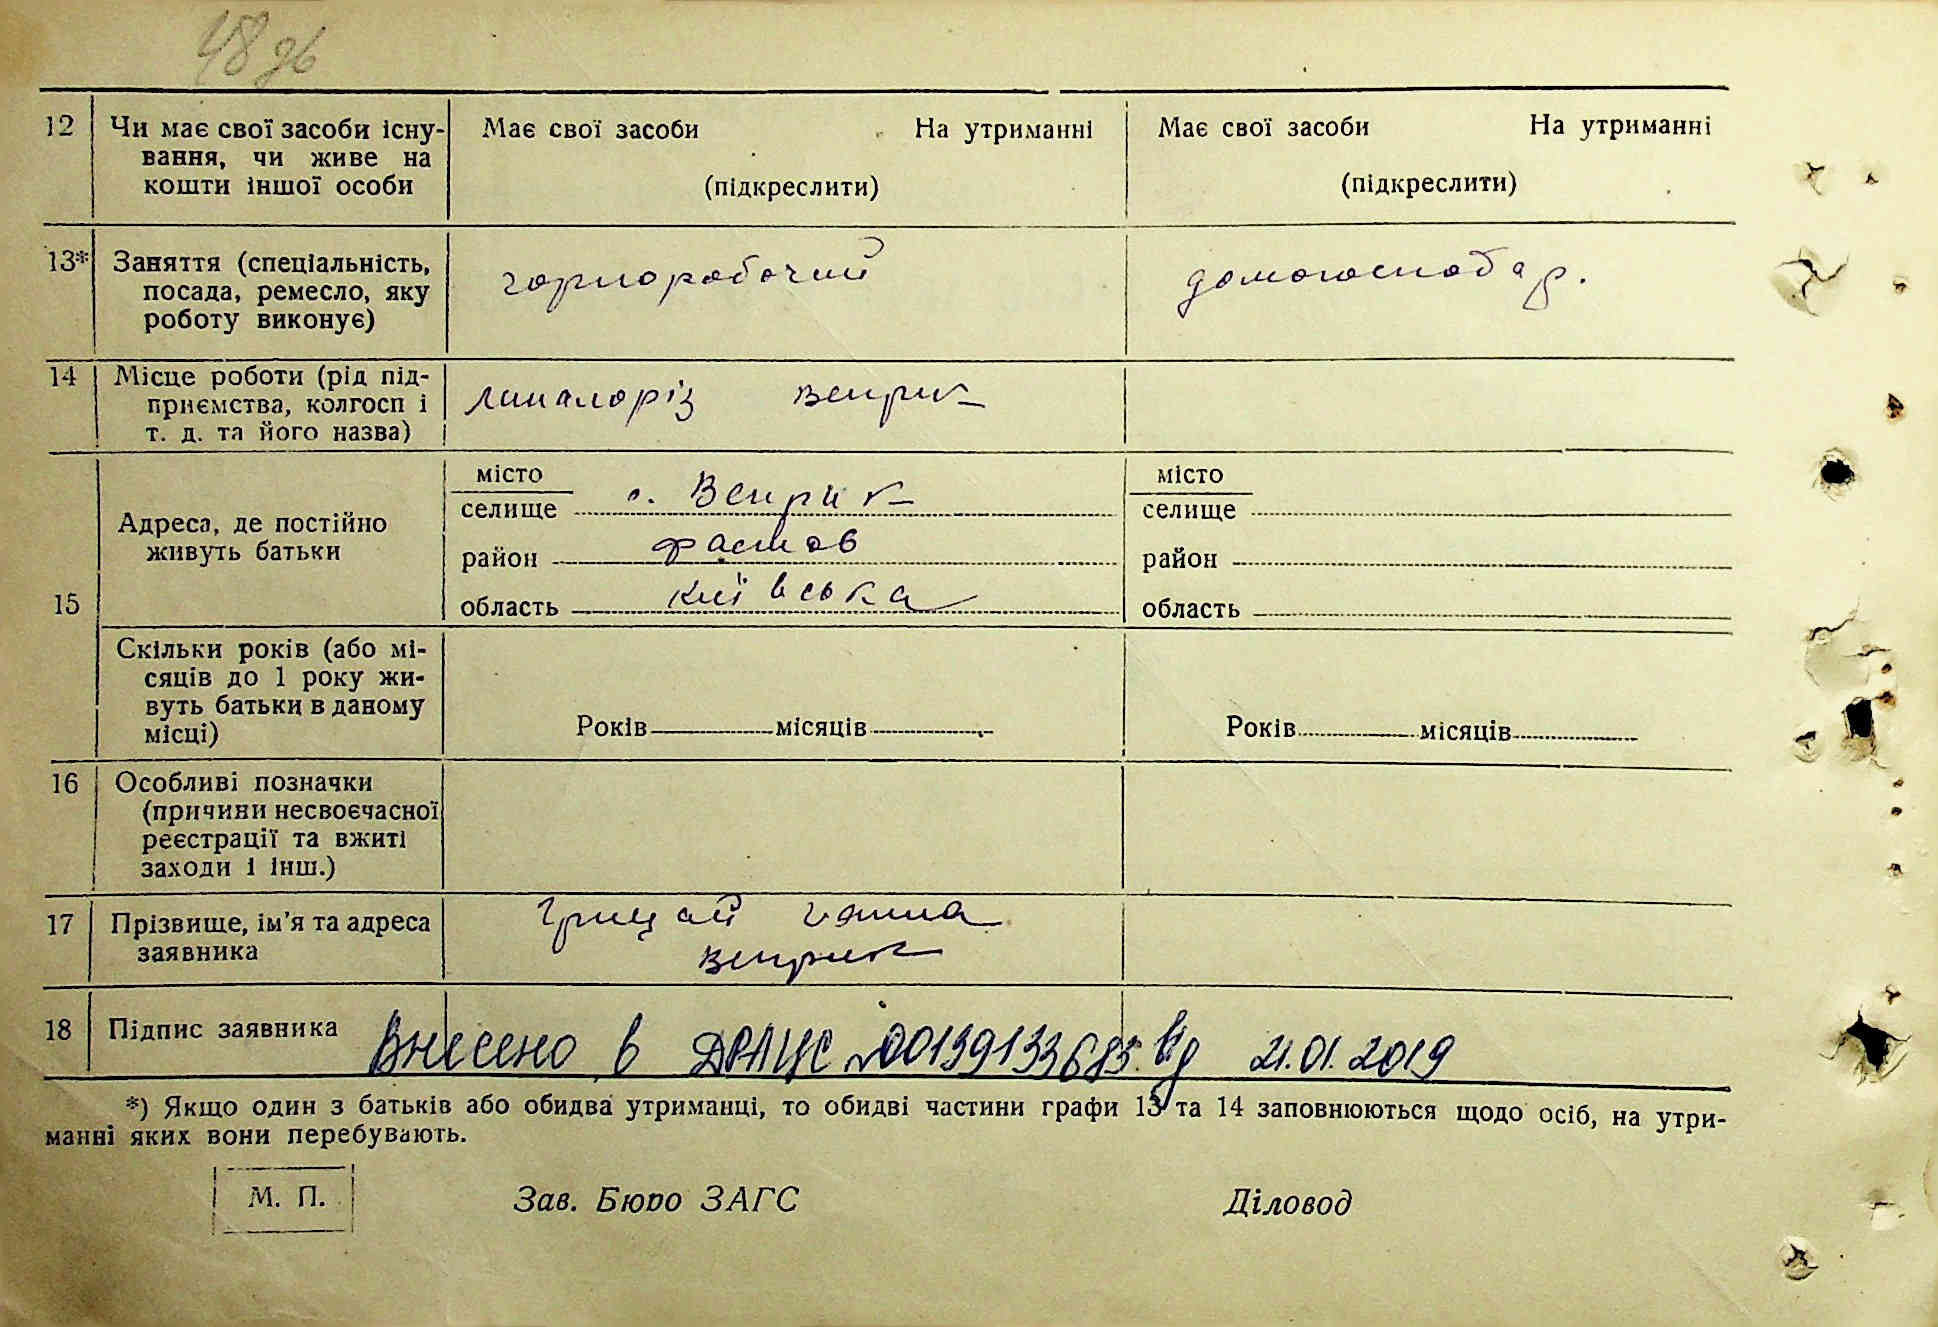 48 зв
12 Чи має свої засоби існу- Має свої засоби На утриманні Має свої засоби На утриманні
вання, чи живе на
кошти іншої особи (підкреслити) (підкреслити)
13* Заняття (спеціальність, чорноробочий домогосподар.
посада, ремесло, яку
роботу виконує)
14 Місце роботи (рід під- Веприк
приємства, колгосп і
т. д. та його назва)
15 Адреса, де постійно
живуть батьки
місто місто
селище с. Веприк селище
район Фастов район
область Київська область
Скільки років (або мі-
сяців до 1 року жи-
вуть батьки в даному
місці) Років місяців Років місяців
16 Особливі позначки
(причини несвоєчасної
реєстрації та вжиті
заходи і інш.)
17 Прізвище, ім'я та адреса Грицай Ганна
заявника Веприк
18 Підпис заявника Внесено в ДРАЦС №00139133685 від 21.01.2019
*) Якщо один з батьків або обидва утриманці, то обидві частини графи 13 та 14 заповнюються щодо осіб, на утри-
манні яких вони перебувають.
М. П. Зав. Бюро ЗАГС Діловод